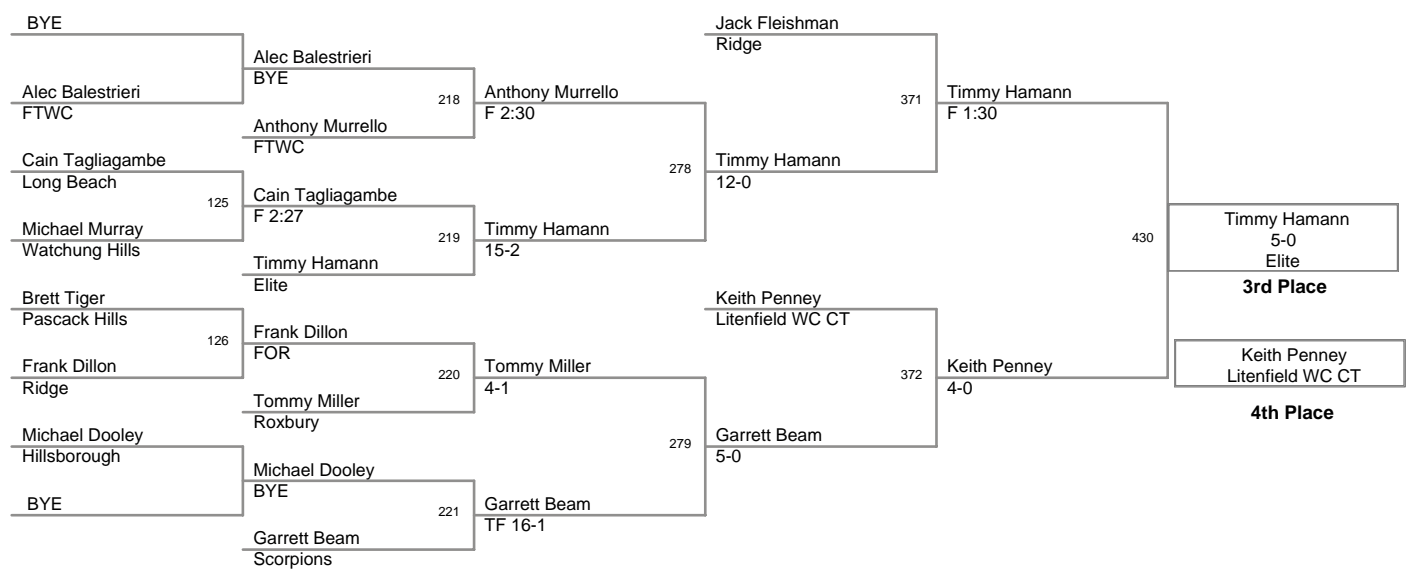 BYE
Alec Balestrieri
FTWC
Cain Tagliagambe
Long Beach
125
Michael Murray
Watchung Hills
Brett Tiger
Pascack Hills
126
Frank Dillon
Ridge
Michael Dooley
Hillsborough
BYE
Alec Balestrieri
BYE
218
Anthony Murrello
FTWC
Cain Tagliagambe
F 2:27
219
Timmy Hamann
Elite
Frank Dillon
FOR
220
Tommy Miller
Roxbury
Michael Dooley
BYE
221
Garrett Beam
Scorpions
Anthony Murrello
F 2:30
278
Timmy Hamann
15-2
Tommy Miller
4-1
279
Garrett Beam
TF 16-1
Jack Fleishman
Ridge
371
Timmy Hamann
12-0
Keith Penney
Litenfield WC CT
372
Garrett Beam
5-0
Timmy Hamann
F 1:30
430
Keith Penney
4-0
Timmy Hamann
5-0
Elite
3rd Place
Keith Penney
Litenfield WC CT
4th Place